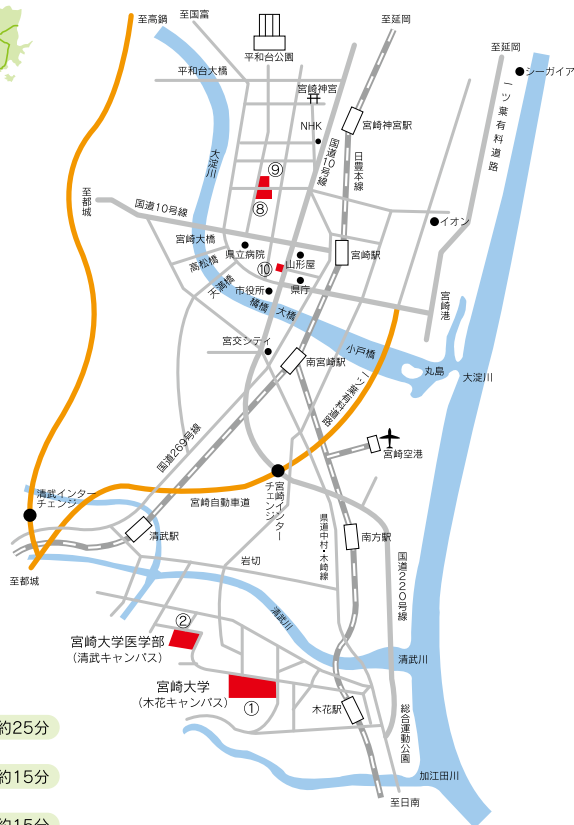 至高鍋
至国富
至延岡
平和台公園
至延岡
シーガイア
平和台大橋
宮崎神宮
一ツ葉有料道路
NHK
宮崎神宮駅
大淀川
国道10号線
日豊本線
⑨
⑧
至都城
国道10号線
イオン
宮崎大橋
県立病院
山形屋
宮崎駅
高松橋
⑩
天満橋
市役所
県庁
橘橋
大橋
宮崎港
宮交シティ
小戸橋
南宮崎駅
丸島
大淀川
一ツ葉有料道路
国道269号線
宮崎空港
清武インター
チェンジ
宮崎自動車道
宮崎インター
チェンジ
県道中村・木崎線
清武駅
南方駅
岩切
国道220号線
至都城
清武川
②
宮崎大学医学部
（清武キャンパス）
清武川
宮崎大学
（木花キャンパス）
①
木花駅
総合運動公園
約25分
約15分
加江田川
至日南
約15分